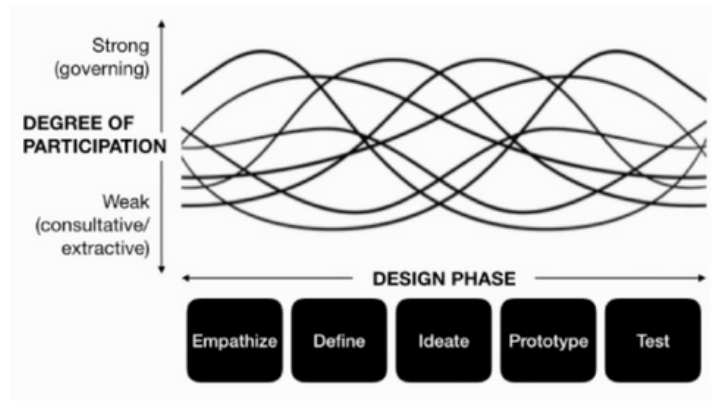 Strong
(governing)
DEGREE OF
PARTICIPATION
Weak
(consultative/
extractive)
DESIGN PHASE
Empathize
Define
Ideate
Prototype
Test